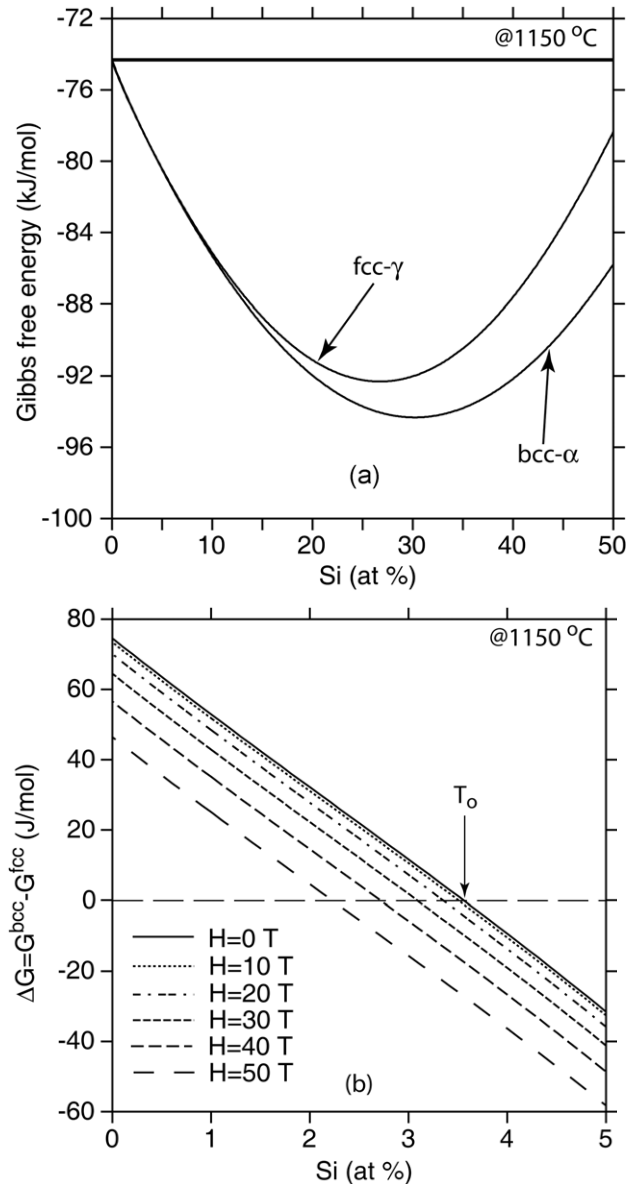 @1150 °C
-72
-76
-80
-84
-88
-92
-96
-100
Gibbs free energy (kJ/mol)
fcc-γ
bcc-α
(a)
0 10 20 30 40 50
Si (at %)
@1150 °C
80
60
40
20
0
-20
-40
-60
ΔG=G^bcc-G^fcc (J/mol)
T₀
H=0 T
H=10 T
H=20 T
H=30 T
H=40 T
H=50 T
(b)
0 1 2 3 4 5
Si (at %)